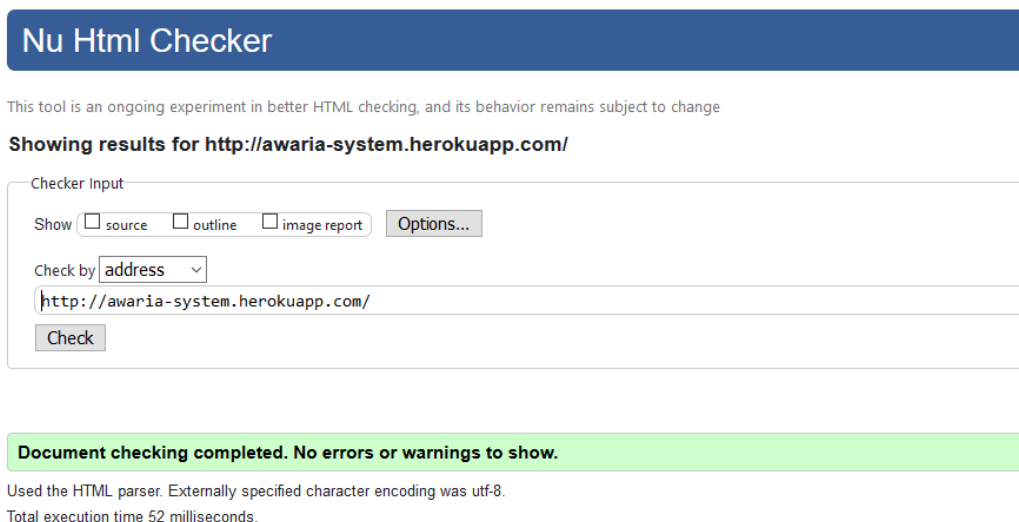 Nu Html Checker
This tool is an ongoing experiment in better HTML checking, and its behavior remains subject to change
Showing results for http://awaria-system.herokuapp.com/
Checker Input
Show source outline image report Options...
Check by address
http://awaria-system.herokuapp.com/
Check
Document checking completed. No errors or warnings to show.
Used the HTML parser. Externally specified character encoding was utf-8.
Total execution time 52 milliseconds.